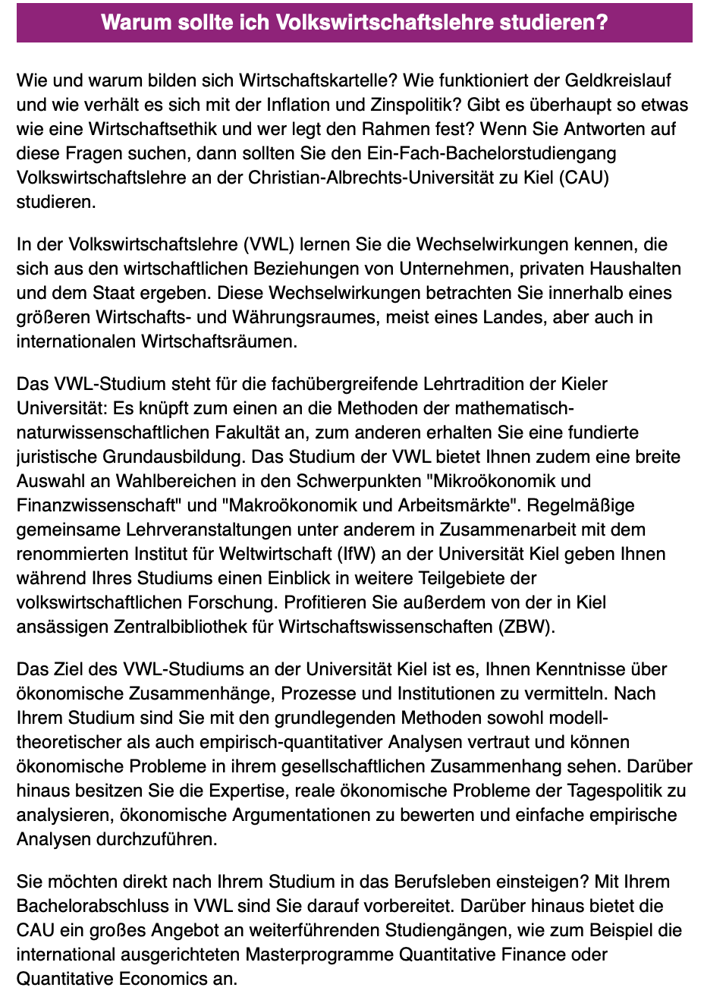 Warum sollte ich Volkswirtschaftslehre studieren?
Wie und warum bilden sich Wirtschaftskartelle? Wie funktioniert der Geldkreislauf
und wie verhält es sich mit der Inflation und Zinspolitik? Gibt es überhaupt so etwas
wie eine Wirtschaftsethik und wer legt den Rahmen fest? Wenn Sie Antworten auf
diese Fragen suchen, dann sollten Sie den Ein-Fach-Bachelorstudiengang
Volkswirtschaftslehre an der Christian-Albrechts-Universität zu Kiel (CAU)
studieren.
In der Volkswirtschaftslehre (VWL) lernen Sie die Wechselwirkungen kennen, die
sich aus den wirtschaftlichen Beziehungen von Unternehmen, privaten Haushalten
und dem Staat ergeben. Diese Wechselwirkungen betrachten Sie innerhalb eines
größeren Wirtschafts- und Währungsraumes, meist eines Landes, aber auch in
internationalen Wirtschaftsräumen.
Das VWL-Studium steht für die fachübergreifende Lehrtradition der Kieler
Universität: Es knüpft zum einen an die Methoden der mathematisch-
naturwissenschaftlichen Fakultät an, zum anderen erhalten Sie eine fundierte
juristische Grundausbildung. Das Studium der VWL bietet Ihnen zudem eine breite
Auswahl an Wahlbereichen in den Schwerpunkten "Mikroökonomik und
Finanzwissenschaft" und "Makroökonomik und Arbeitsmärkte". Regelmäßige
gemeinsame Lehrveranstaltungen unter anderem in Zusammenarbeit mit dem
renommierten Institut für Weltwirtschaft (IfW) an der Universität Kiel geben Ihnen
während Ihres Studiums einen Einblick in weitere Teilgebiete der
volkswirtschaftlichen Forschung. Profitieren Sie außerdem von der in Kiel
ansässigen Zentralbibliothek für Wirtschaftswissenschaften (ZBW).
Das Ziel des VWL-Studiums an der Universität Kiel ist es, Ihnen Kenntnisse über
ökonomische Zusammenhänge, Prozesse und Institutionen zu vermitteln. Nach
Ihrem Studium sind Sie mit den grundlegenden Methoden sowohl modell-
theoretischer als auch empirisch-quantitativer Analysen vertraut und können
ökonomische Probleme in ihrem gesellschaftlichen Zusammenhang sehen. Darüber
hinaus besitzen Sie die Expertise, reale ökonomische Probleme der Tagespolitik zu
analysieren, ökonomische Argumentationen zu bewerten und einfache empirische
Analysen durchzuführen.
Sie möchten direkt nach Ihrem Studium in das Berufsleben einsteigen? Mit Ihrem
Bachelorabschluss in VWL sind Sie darauf vorbereitet. Darüber hinaus bietet die
CAU ein großes Angebot an weiterführenden Studiengängen, wie zum Beispiel die
international ausgerichteten Masterprogramme Quantitative Finance oder
Quantitative Economics an.